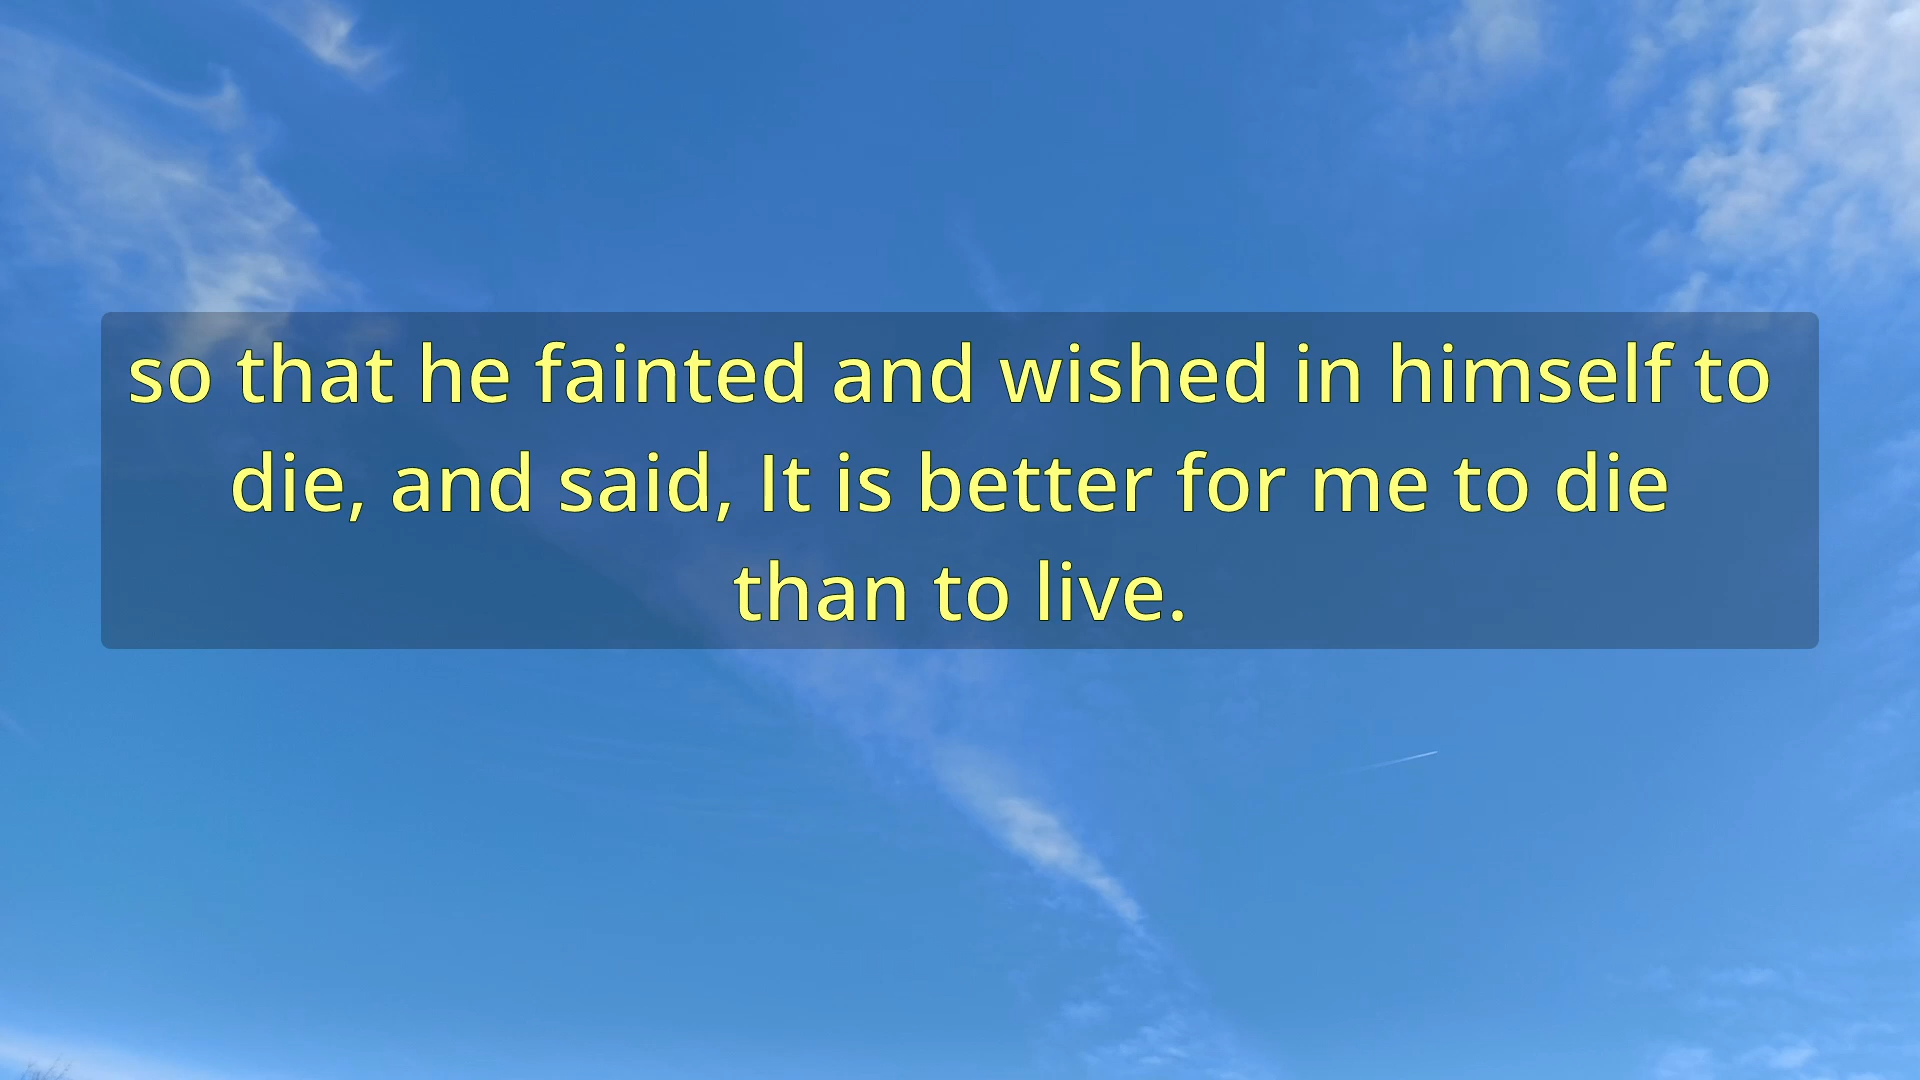 so that he fainted and wished in himself to
die, and said, It is better for me to die
than to live.